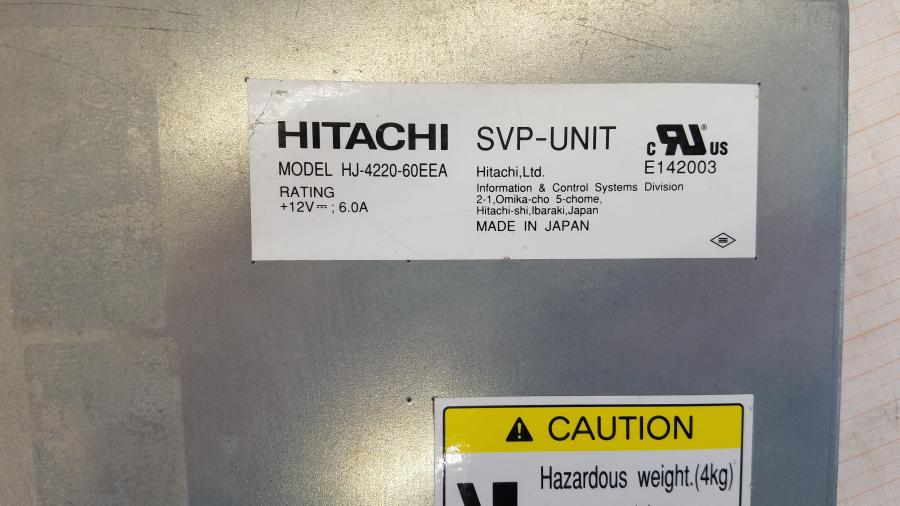 HITACHI SVP-UNIT
c RU® US
MODEL HJ-4220-60EEA
E142003
RATING
+12V⎓; 6.0A
Hitachi,Ltd.
Information & Control Systems Division
2-1,Omika-cho 5-chome,
Hitachi-shi,Ibaraki,Japan
MADE IN JAPAN
CAUTION
Hazardous weight.(4kg)